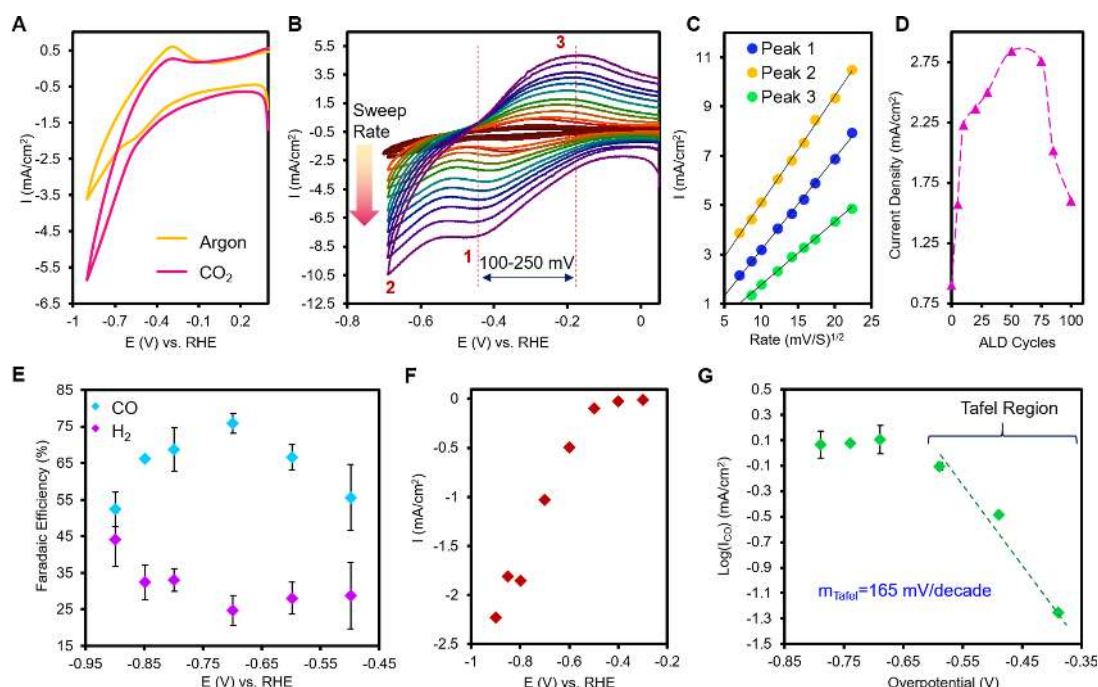 A
0.5
-0.5
-1.5
-2.5
-3.5
-4.5
-5.5
-6.5
-1 -0.7 -0.4 -0.1 0.2
I (mA/cm²)
E (V) vs. RHE
Argon
CO₂
B
5.5
3.5
1.5
-0.5
-2.5
-4.5
-6.5
-8.5
-10.5
-12.5
-0.8 -0.6 -0.4 -0.2 0
I (mA/cm²)
E (V) vs. RHE
Sweep
Rate
3
1
2
100-250 mV
C
11
9
7
5
3
1
5 10 15 20 25
I (mA/cm²)
Rate (mV/S)¹ᐟ²
Peak 1
Peak 2
Peak 3
D
2.75
2.25
1.75
1.25
0.75
0 25 50 75 100
Current Density (mA/cm²)
ALD Cycles
E
85
75
65
55
45
35
25
15
-0.95 -0.85 -0.75 -0.65 -0.55 -0.45
Faradaic Efficiency (%)
E (V) vs. RHE
CO
H₂
F
0
-0.5
-1
-1.5
-2
-2.5
-1 -0.8 -0.6 -0.4 -0.2
I (mA/cm²)
E (V) vs. RHE
G
0.5
0.3
0.1
-0.1
-0.3
-0.5
-0.7
-0.9
-1.1
-1.3
-1.5
-0.85 -0.75 -0.65 -0.55 -0.45 -0.35
Log(I_CO) (mA/cm²)
Overpotential (V)
Tafel Region
m_Tafel=165 mV/decade